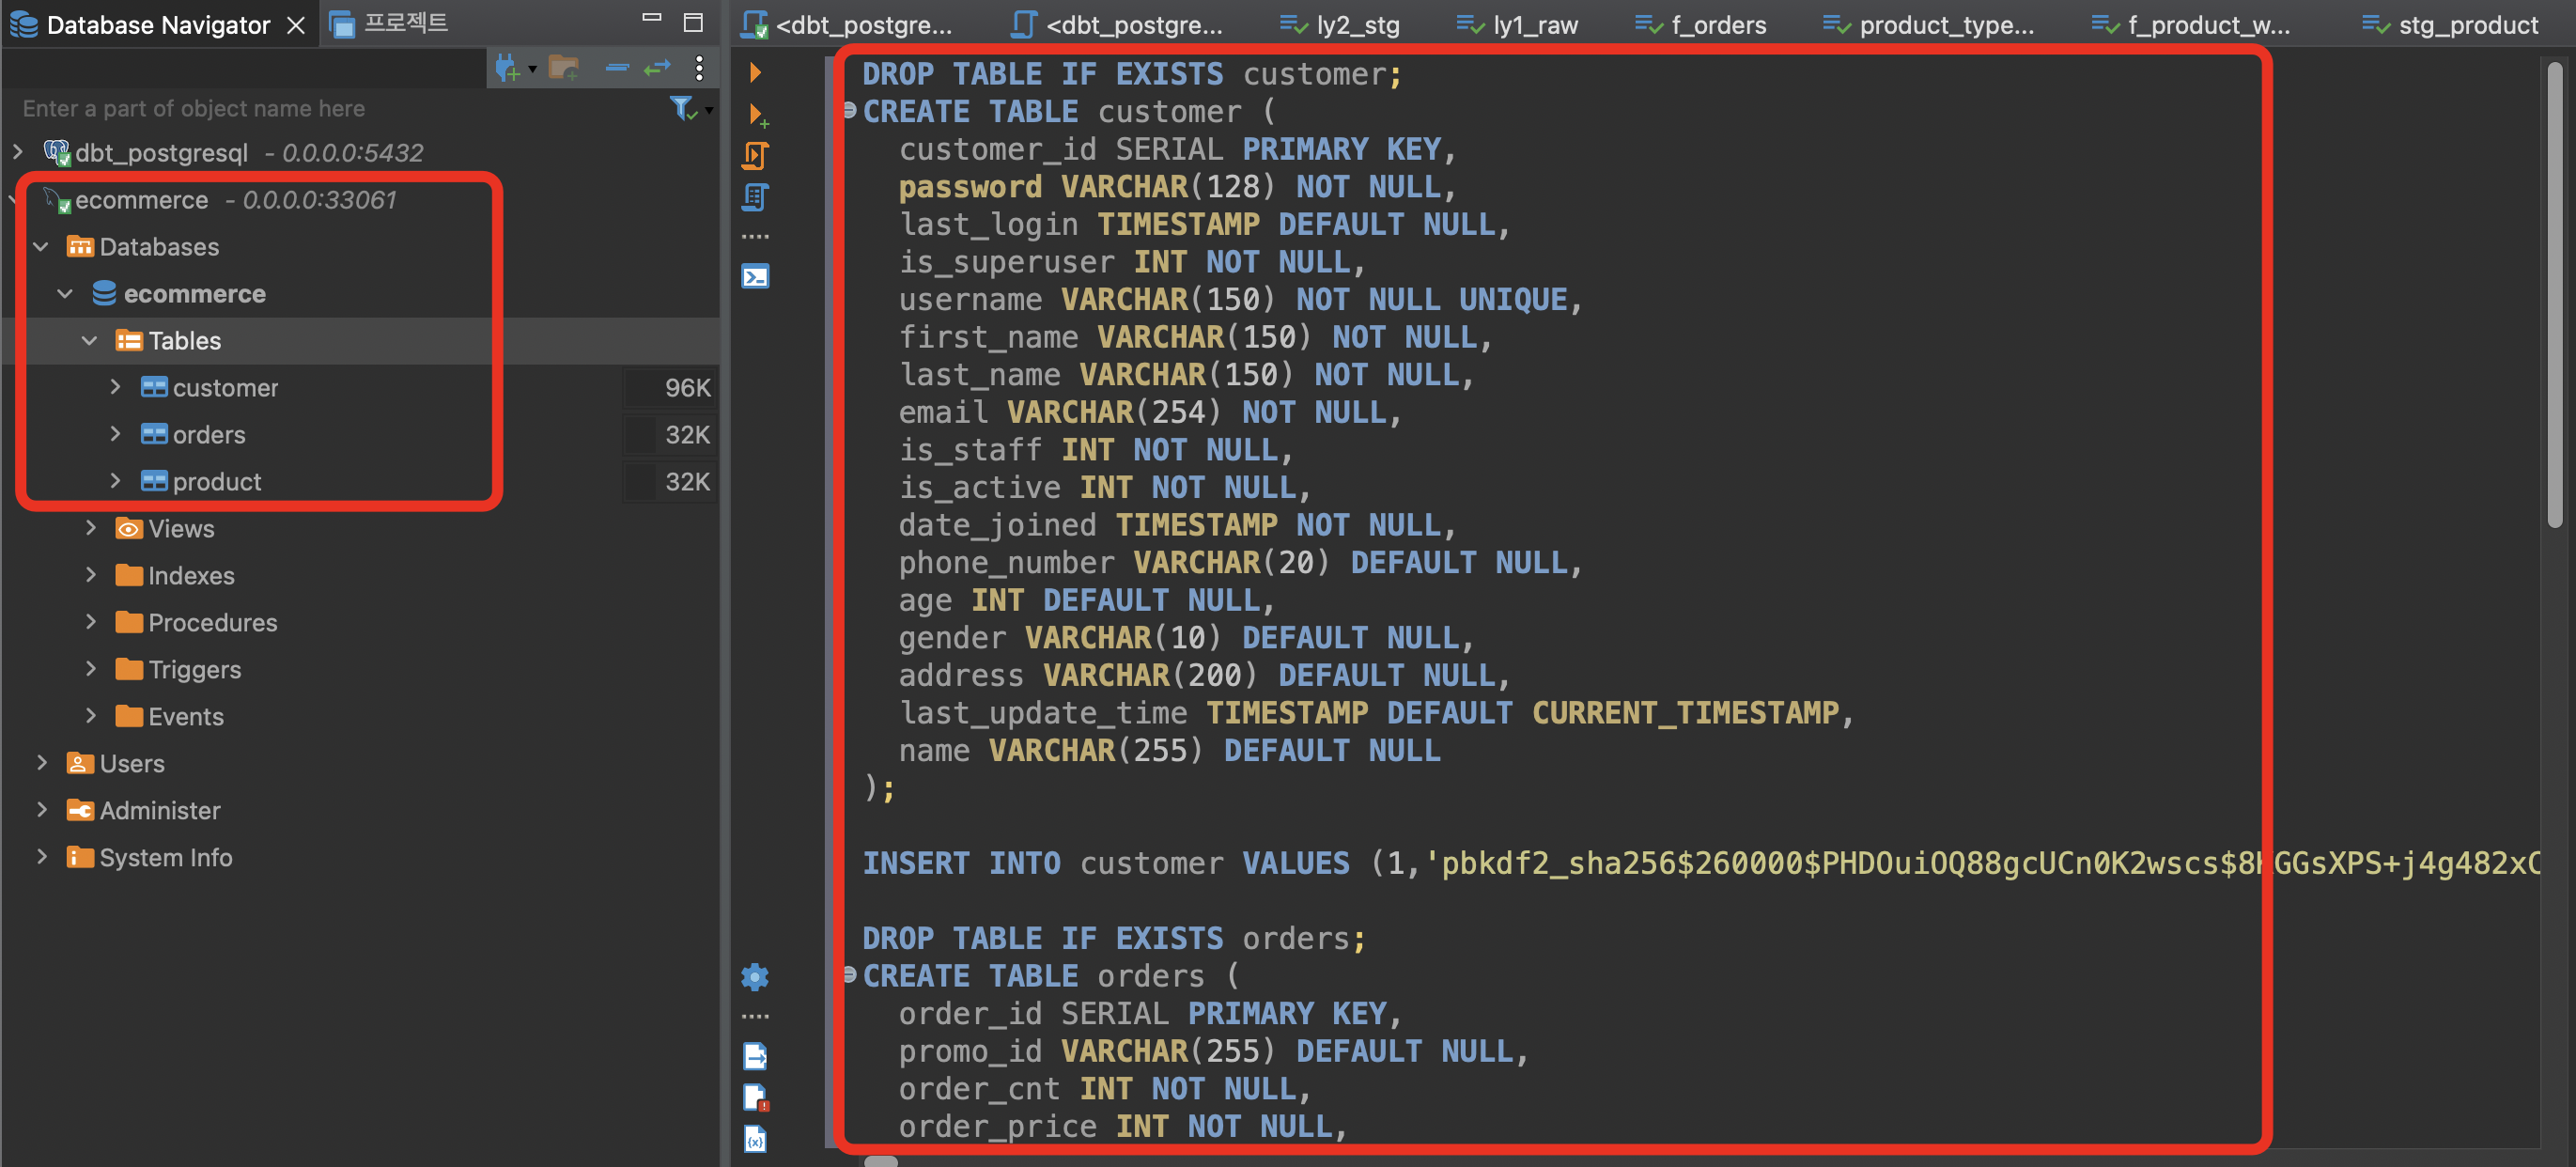 Database Navigator
프로젝트
Enter a part of object name here
dbt_postgresql - 0.0.0.0:5432
ecommerce - 0.0.0.0:33061
Databases
ecommerce
Tables
customer 96K
orders 32K
product 32K
Views
Indexes
Procedures
Triggers
Events
Users
Administer
System Info
<dbt_postgre... <dbt_postgre... ly2_stg ly1_raw f_orders product_type... f_product_w... stg_product
DROP TABLE IF EXISTS customer;
CREATE TABLE customer (
customer_id SERIAL PRIMARY KEY,
password VARCHAR(128) NOT NULL,
last_login TIMESTAMP DEFAULT NULL,
is_superuser INT NOT NULL,
username VARCHAR(150) NOT NULL UNIQUE,
first_name VARCHAR(150) NOT NULL,
last_name VARCHAR(150) NOT NULL,
email VARCHAR(254) NOT NULL,
is_staff INT NOT NULL,
is_active INT NOT NULL,
date_joined TIMESTAMP NOT NULL,
phone_number VARCHAR(20) DEFAULT NULL,
age INT DEFAULT NULL,
gender VARCHAR(10) DEFAULT NULL,
address VARCHAR(200) DEFAULT NULL,
last_update_time TIMESTAMP DEFAULT CURRENT_TIMESTAMP,
name VARCHAR(255) DEFAULT NULL
);
INSERT INTO customer VALUES (1,'pbkdf2_sha256$260000$PHDOuiOQ88gcUCn0K2wscs$8KGGsXPS+j4g482xC
DROP TABLE IF EXISTS orders;
CREATE TABLE orders (
order_id SERIAL PRIMARY KEY,
promo_id VARCHAR(255) DEFAULT NULL,
order_cnt INT NOT NULL,
order_price INT NOT NULL,